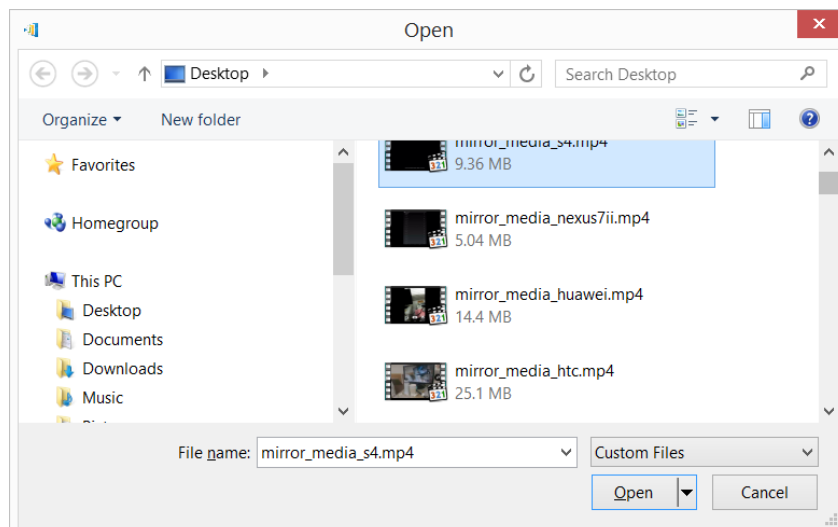 Open
Desktop
Search Desktop
Organize
New folder
Favorites
Homegroup
This PC
Desktop
Documents
Downloads
Music
mirror_media_s4.mp4
9.36 MB
mirror_media_nexus7ii.mp4
5.04 MB
mirror_media_huawei.mp4
14.4 MB
mirror_media_htc.mp4
25.1 MB
File name: mirror_media_s4.mp4
Custom Files
Open
Cancel